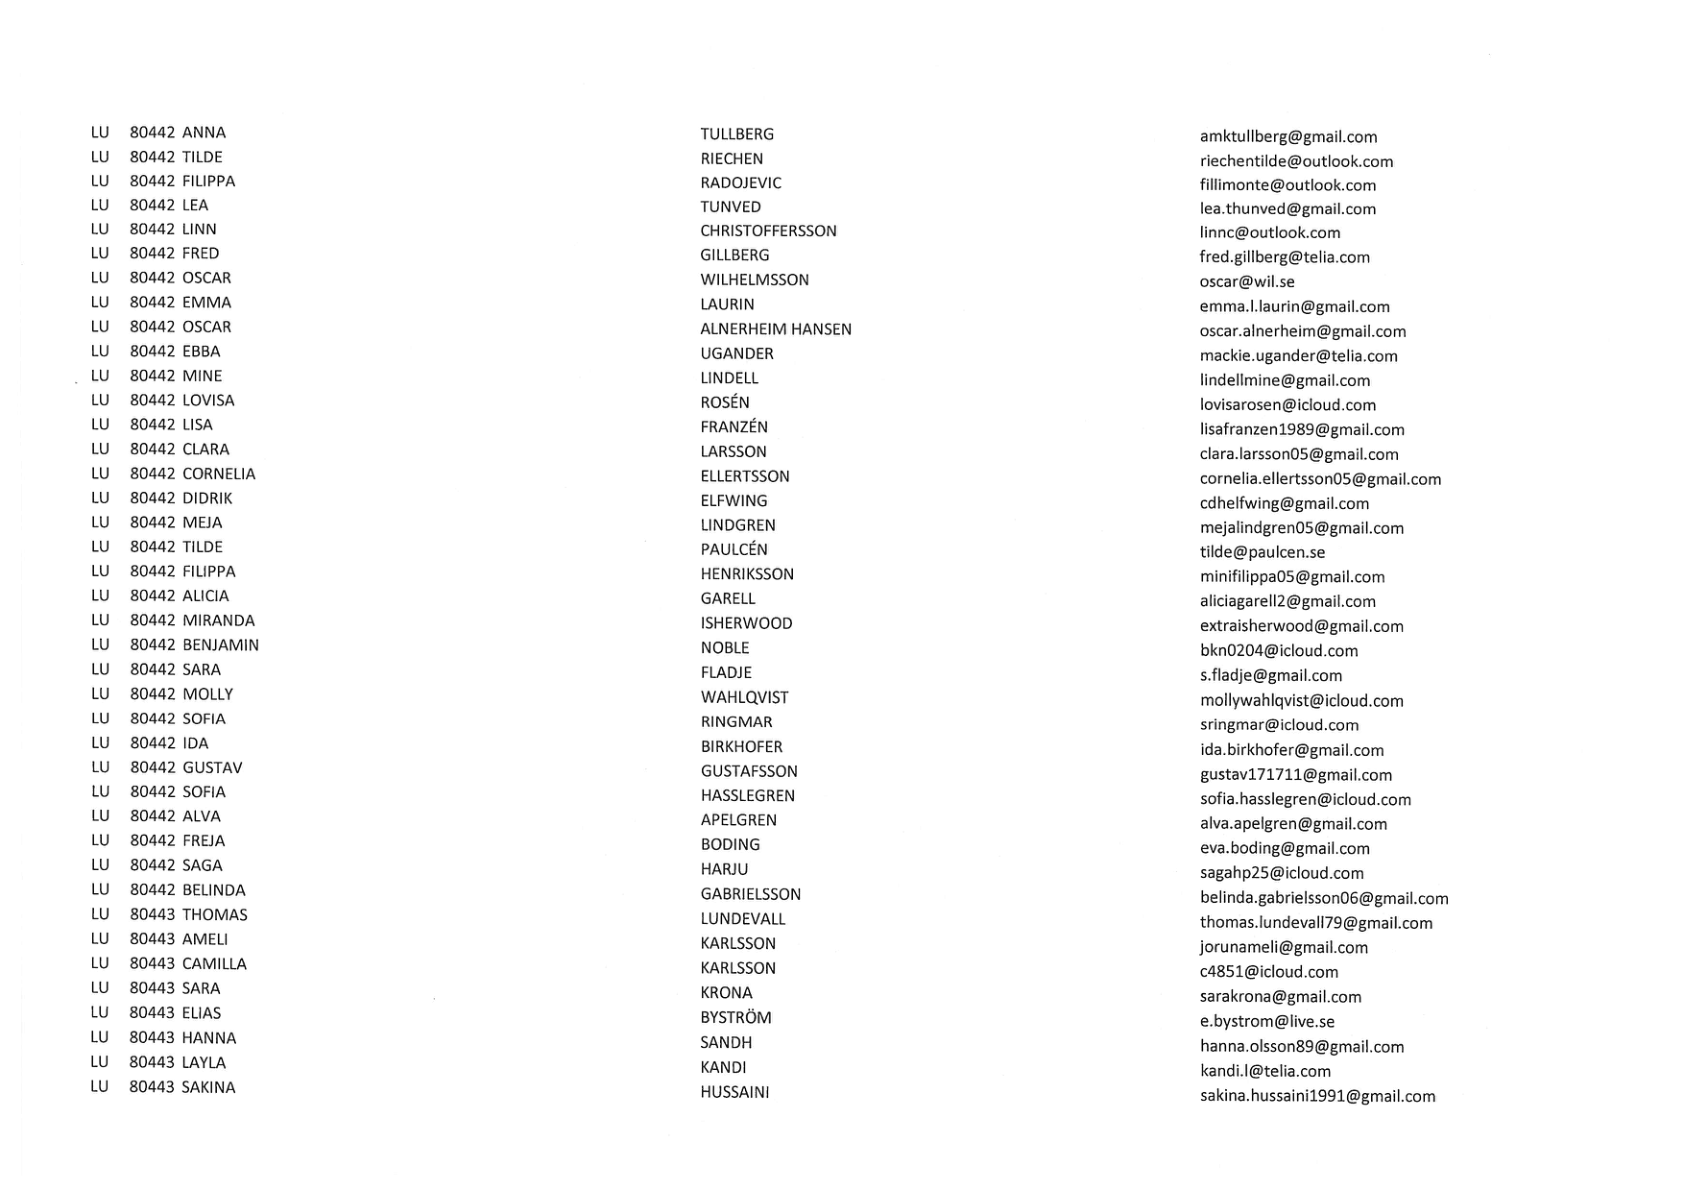 LU 80442 ANNA TULLBERG amktullberg@gmail.com
LU 80442 TILDE RIECHEN riechentilde@outlook.com
LU 80442 FILIPPA RADOJEVIC fillimonte@outlook.com
LU 80442 LEA TUNVED lea.thunved@gmail.com
LU 80442 LINN CHRISTOFFERSSON linnc@outlook.com
LU 80442 FRED GILLBERG fred.gillberg@telia.com
LU 80442 OSCAR WILHELMSSON oscar@wil.se
LU 80442 EMMA LAURIN emma.l.laurin@gmail.com
LU 80442 OSCAR ALNERHEIM HANSEN oscar.alnerheim@gmail.com
LU 80442 EBBA UGANDER mackie.ugander@telia.com
LU 80442 MINE LINDELL lindellmine@gmail.com
LU 80442 LOVISA ROSÉN lovisarosen@icloud.com
LU 80442 LISA FRANZÉN lisafranzen1989@gmail.com
LU 80442 CLARA LARSSON clara.larsson05@gmail.com
LU 80442 CORNELIA ELLERTSSON cornelia.ellertsson05@gmail.com
LU 80442 DIDRIK ELFWING cdhelfwing@gmail.com
LU 80442 MEJA LINDGREN mejalindgren05@gmail.com
LU 80442 TILDE PAULCÉN tilde@paulcen.se
LU 80442 FILIPPA HENRIKSSON minifilippa05@gmail.com
LU 80442 ALICIA GARELL aliciagarell2@gmail.com
LU 80442 MIRANDA ISHERWOOD extraisherwood@gmail.com
LU 80442 BENJAMIN NOBLE bkn0204@icloud.com
LU 80442 SARA FLADJE s.fladje@gmail.com
LU 80442 MOLLY WAHLQVIST mollywahlqvist@icloud.com
LU 80442 SOFIA RINGMAR sringmar@icloud.com
LU 80442 IDA BIRKHOFER ida.birkhofer@gmail.com
LU 80442 GUSTAV GUSTAFSSON gustav171711@gmail.com
LU 80442 SOFIA HASSLEGREN sofia.hasslegren@icloud.com
LU 80442 ALVA APELGREN alva.apelgren@gmail.com
LU 80442 FREJA BODING eva.boding@gmail.com
LU 80442 SAGA HARJU sagahp25@icloud.com
LU 80442 BELINDA GABRIELSSON belinda.gabrielsson06@gmail.com
LU 80443 THOMAS LUNDEVALL thomas.lundevall79@gmail.com
LU 80443 AMELI KARLSSON jorunameli@gmail.com
LU 80443 CAMILLA KARLSSON c4851@icloud.com
LU 80443 SARA KRONA sarakrona@gmail.com
LU 80443 ELIAS BYSTRÖM e.bystrom@live.se
LU 80443 HANNA SANDH hanna.olsson89@gmail.com
LU 80443 LAYLA KANDI kandi.l@telia.com
LU 80443 SAKINA HUSSAINI sakina.hussaini1991@gmail.com